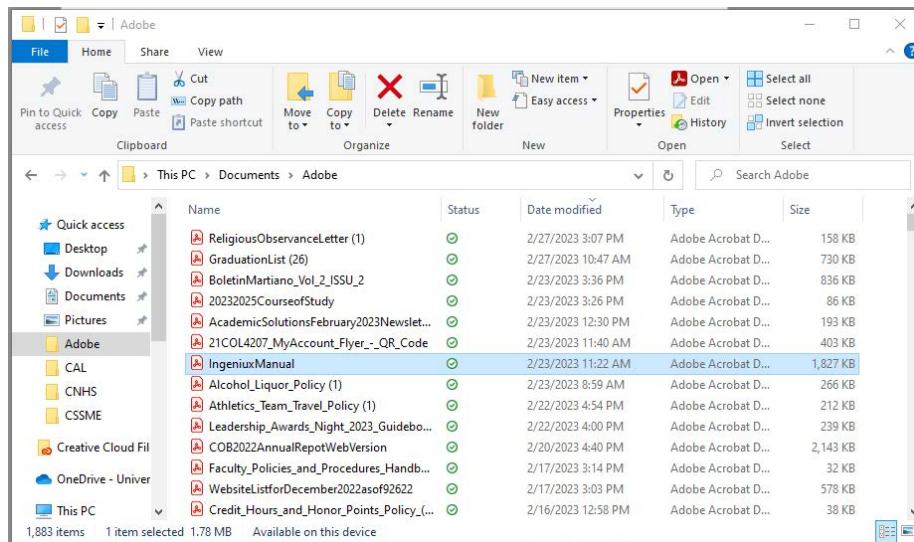 Adobe
File Home Share View
Pin to Quick access
Copy
Paste
Cut
Copy path
Paste shortcut
Clipboard
Move to
Copy to
Delete
Rename
Organize
New folder
New item
Easy access
New
Properties
Open
Edit
History
Open
Select all
Select none
Invert selection
Select
This PC > Documents > Adobe
Search Adobe
Quick access
Desktop
Downloads
Documents
Pictures
Adobe
CAL
CNHS
CSSME
Creative Cloud Fil
OneDrive - Univer
This PC
Name Status Date modified Type Size
ReligiousObservanceLetter (1) 2/27/2023 3:07 PM Adobe Acrobat D... 158 KB
GraduationList (26) 2/27/2023 10:47 AM Adobe Acrobat D... 730 KB
BoletinMartiano_Vol_2_ISSU_2 2/23/2023 3:36 PM Adobe Acrobat D... 836 KB
20232025CourseofStudy 2/23/2023 3:26 PM Adobe Acrobat D... 86 KB
AcademicSolutionsFebruary2023Newslet... 2/23/2023 12:30 PM Adobe Acrobat D... 193 KB
21COL4207_MyAccount_Flyer_-_QR_Code 2/23/2023 11:40 AM Adobe Acrobat D... 403 KB
IngeniuxManual 2/23/2023 11:22 AM Adobe Acrobat D... 1,827 KB
Alcohol_Liquor_Policy (1) 2/23/2023 8:59 AM Adobe Acrobat D... 266 KB
Athletics_Team_Travel_Policy (1) 2/22/2023 4:54 PM Adobe Acrobat D... 212 KB
Leadership_Awards_Night_2023_Guidebo... 2/22/2023 4:00 PM Adobe Acrobat D... 239 KB
COB2022AnnualRepotWebVersion 2/20/2023 4:40 PM Adobe Acrobat D... 2,143 KB
Faculty_Policies_and_Procedures_Handb... 2/17/2023 3:14 PM Adobe Acrobat D... 32 KB
WebsiteListforDecember2022asof92622 2/17/2023 3:03 PM Adobe Acrobat D... 578 KB
Credit_Hours_and_Honor_Points_Policy_(... 2/16/2023 12:58 PM Adobe Acrobat D... 38 KB
1,883 items 1 item selected 1.78 MB Available on this device